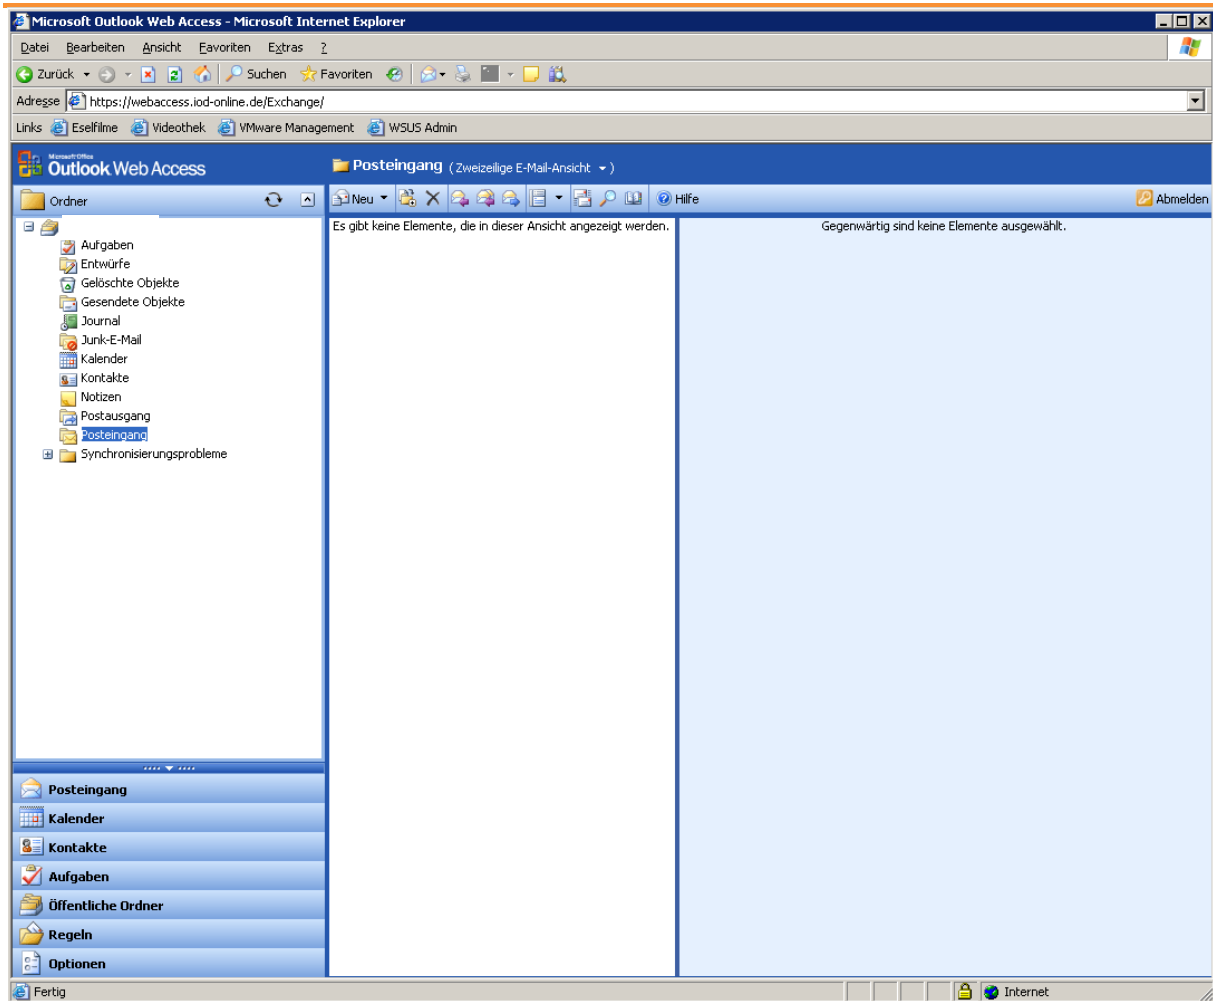 Microsoft Outlook Web Access - Microsoft Internet Explorer
Datei Bearbeiten Ansicht Favoriten Extras ?
Zurück Suchen Favoriten
Adresse https://webaccess.iod-online.de/Exchange/
Links Eselfilme Videothek VMware Management WSUS Admin
Microsoft Office
Outlook Web Access
Posteingang (Zweizeilige E-Mail-Ansicht)
Ordner
Neu Hilfe Abmelden
Es gibt keine Elemente, die in dieser Ansicht angezeigt werden.
Gegenwärtig sind keine Elemente ausgewählt.
Aufgaben
Entwürfe
Gelöschte Objekte
Gesendete Objekte
Journal
Junk-E-Mail
Kalender
Kontakte
Notizen
Postausgang
Posteingang
Synchronisierungsprobleme
Posteingang
Kalender
Kontakte
Aufgaben
Öffentliche Ordner
Regeln
Optionen
Fertig Internet